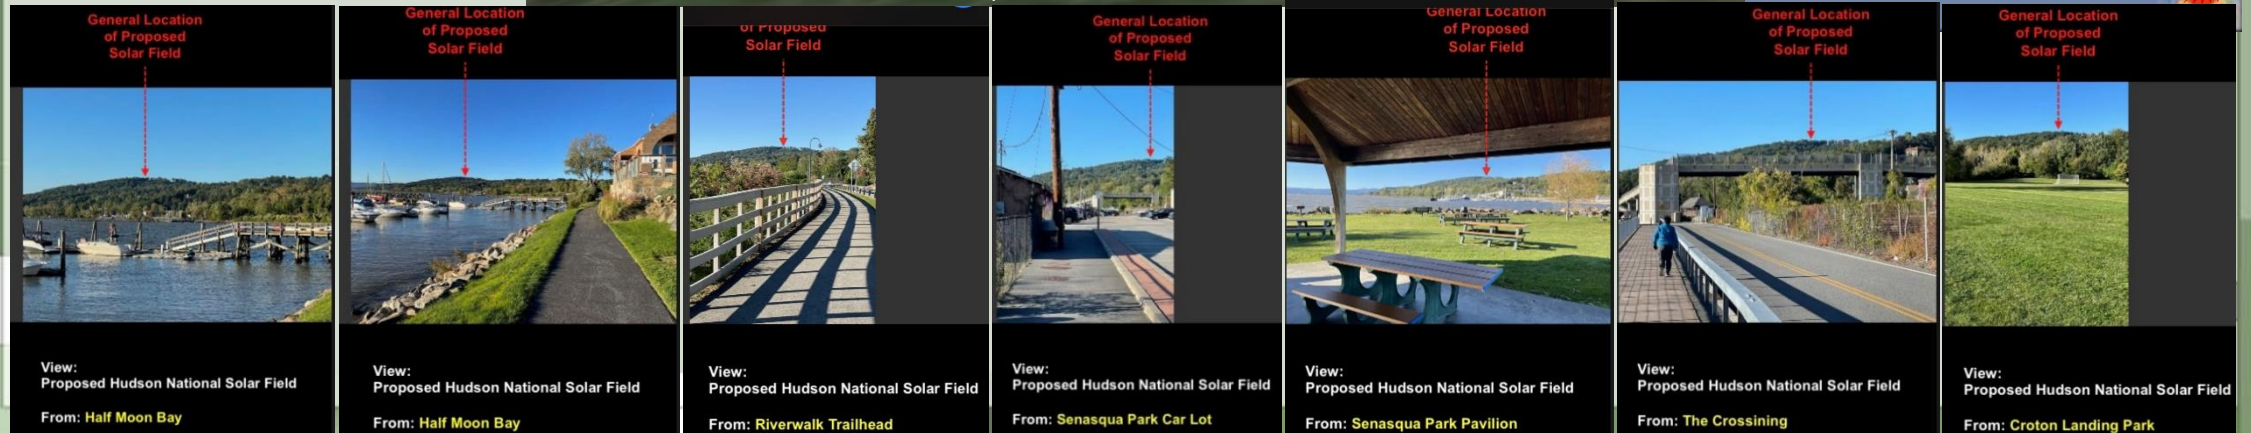 General Location
of Proposed
Solar Field
View:
Proposed Hudson National Solar Field
From: Half Moon Bay
General Location
of Proposed
Solar Field
View:
Proposed Hudson National Solar Field
From: Half Moon Bay
of Proposed
Solar Field
View:
Proposed Hudson National Solar Field
From: Riverwalk Trailhead
General Location
of Proposed
Solar Field
View:
Proposed Hudson National Solar Field
From: Senasqua Park Car Lot
General Location
of Proposed
Solar Field
View:
Proposed Hudson National Solar Field
From: Senasqua Park Pavilion
General Location
of Proposed
Solar Field
View:
Proposed Hudson National Solar Field
From: The Crossining
General Location
of Proposed
Solar Field
View:
Proposed Hudson National Solar Field
From: Croton Landing Park